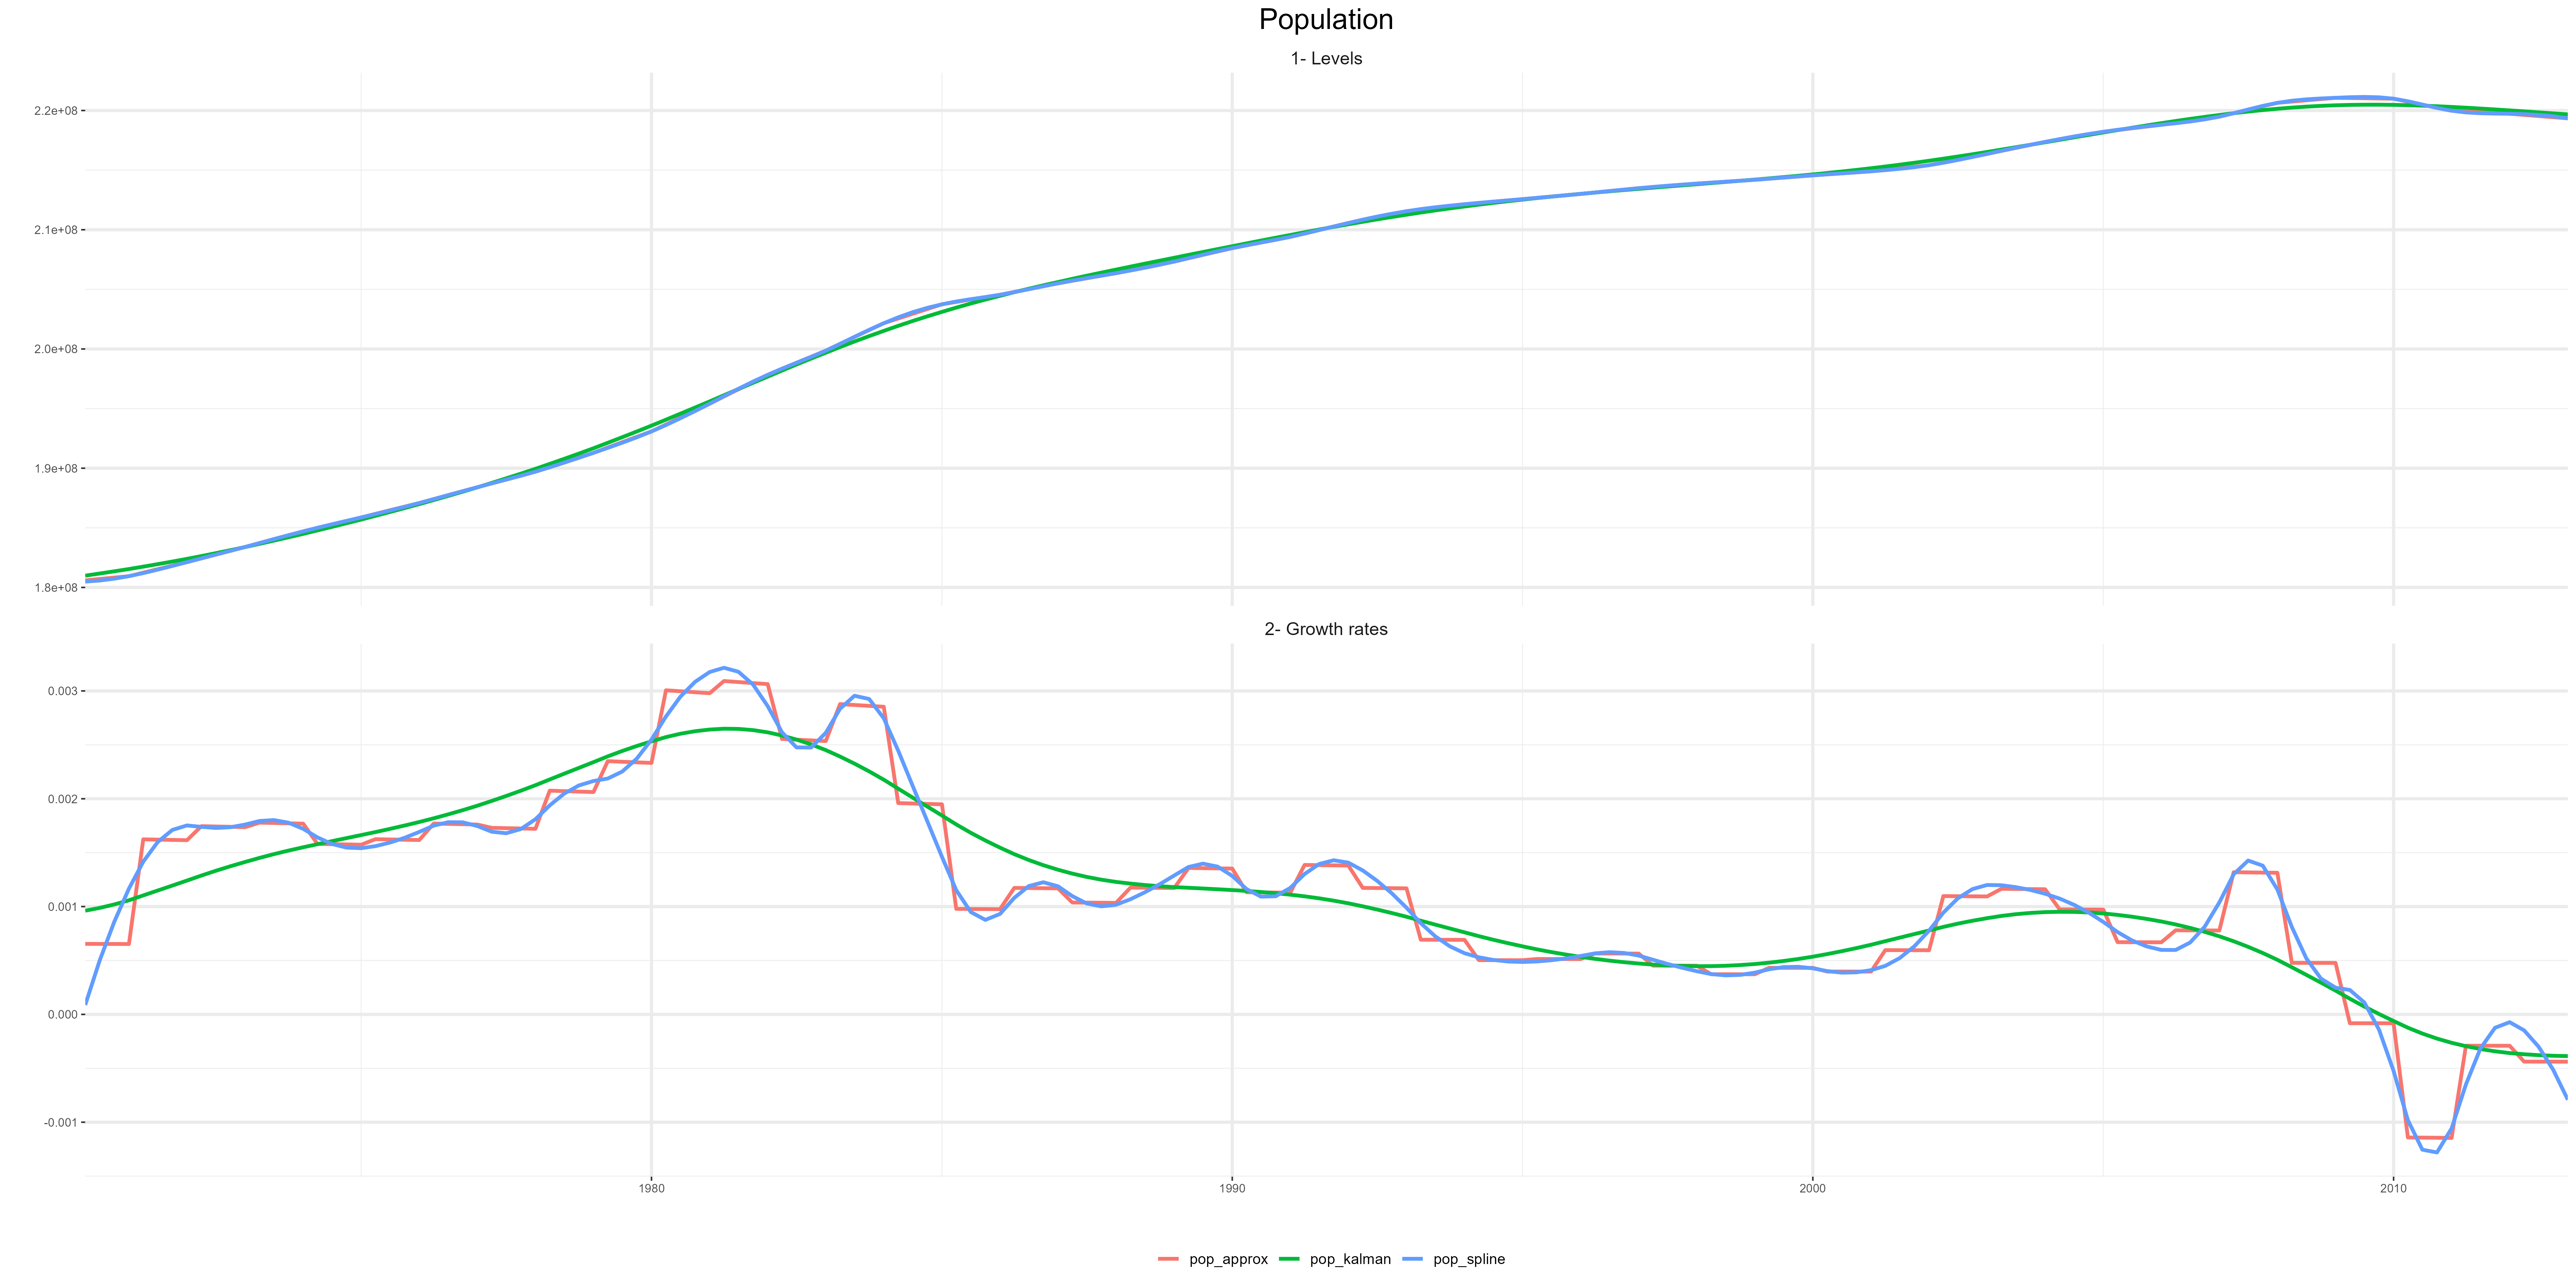 Population
1- Levels
2.2e+08
2.1e+08
2.0e+08
1.9e+08
1.8e+08
2- Growth rates
0.003
0.002
0.001
0.000
-0.001
1980 1990 2000 2010
pop_approx pop_kalman pop_spline